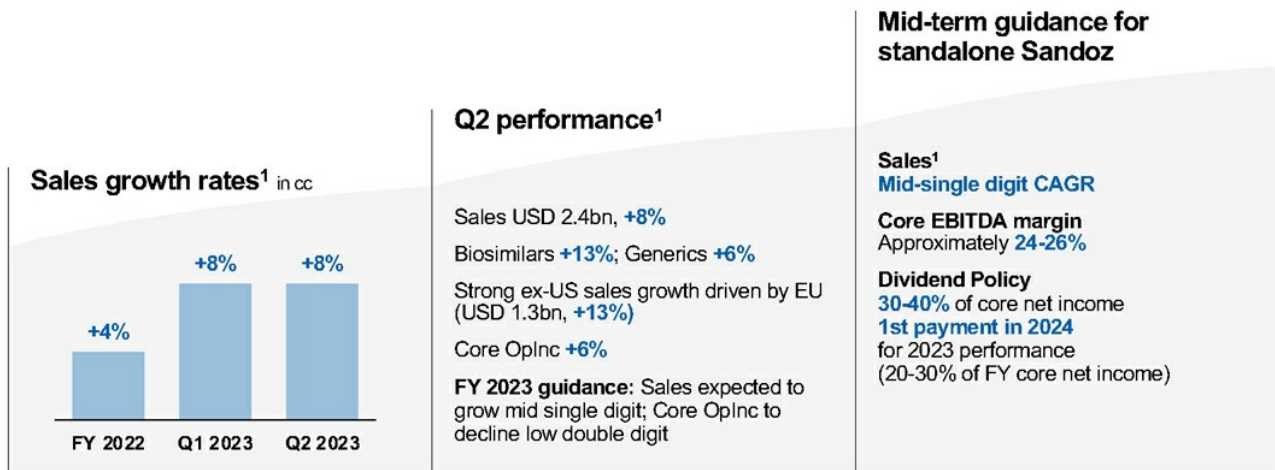 Sales growth rates¹ in cc
+4%
+8%
+8%
FY 2022
Q1 2023
Q2 2023
Q2 performance¹
Sales USD 2.4bn, +8%
Biosimilars +13%; Generics +6%
Strong ex-US sales growth driven by EU
(USD 1.3bn, +13%)
Core OpInc +6%
FY 2023 guidance: Sales expected to
grow mid single digit; Core OpInc to
decline low double digit
Mid-term guidance for
standalone Sandoz
Sales¹
Mid-single digit CAGR
Core EBITDA margin
Approximately 24-26%
Dividend Policy
30-40% of core net income
1st payment in 2024
for 2023 performance
(20-30% of FY core net income)